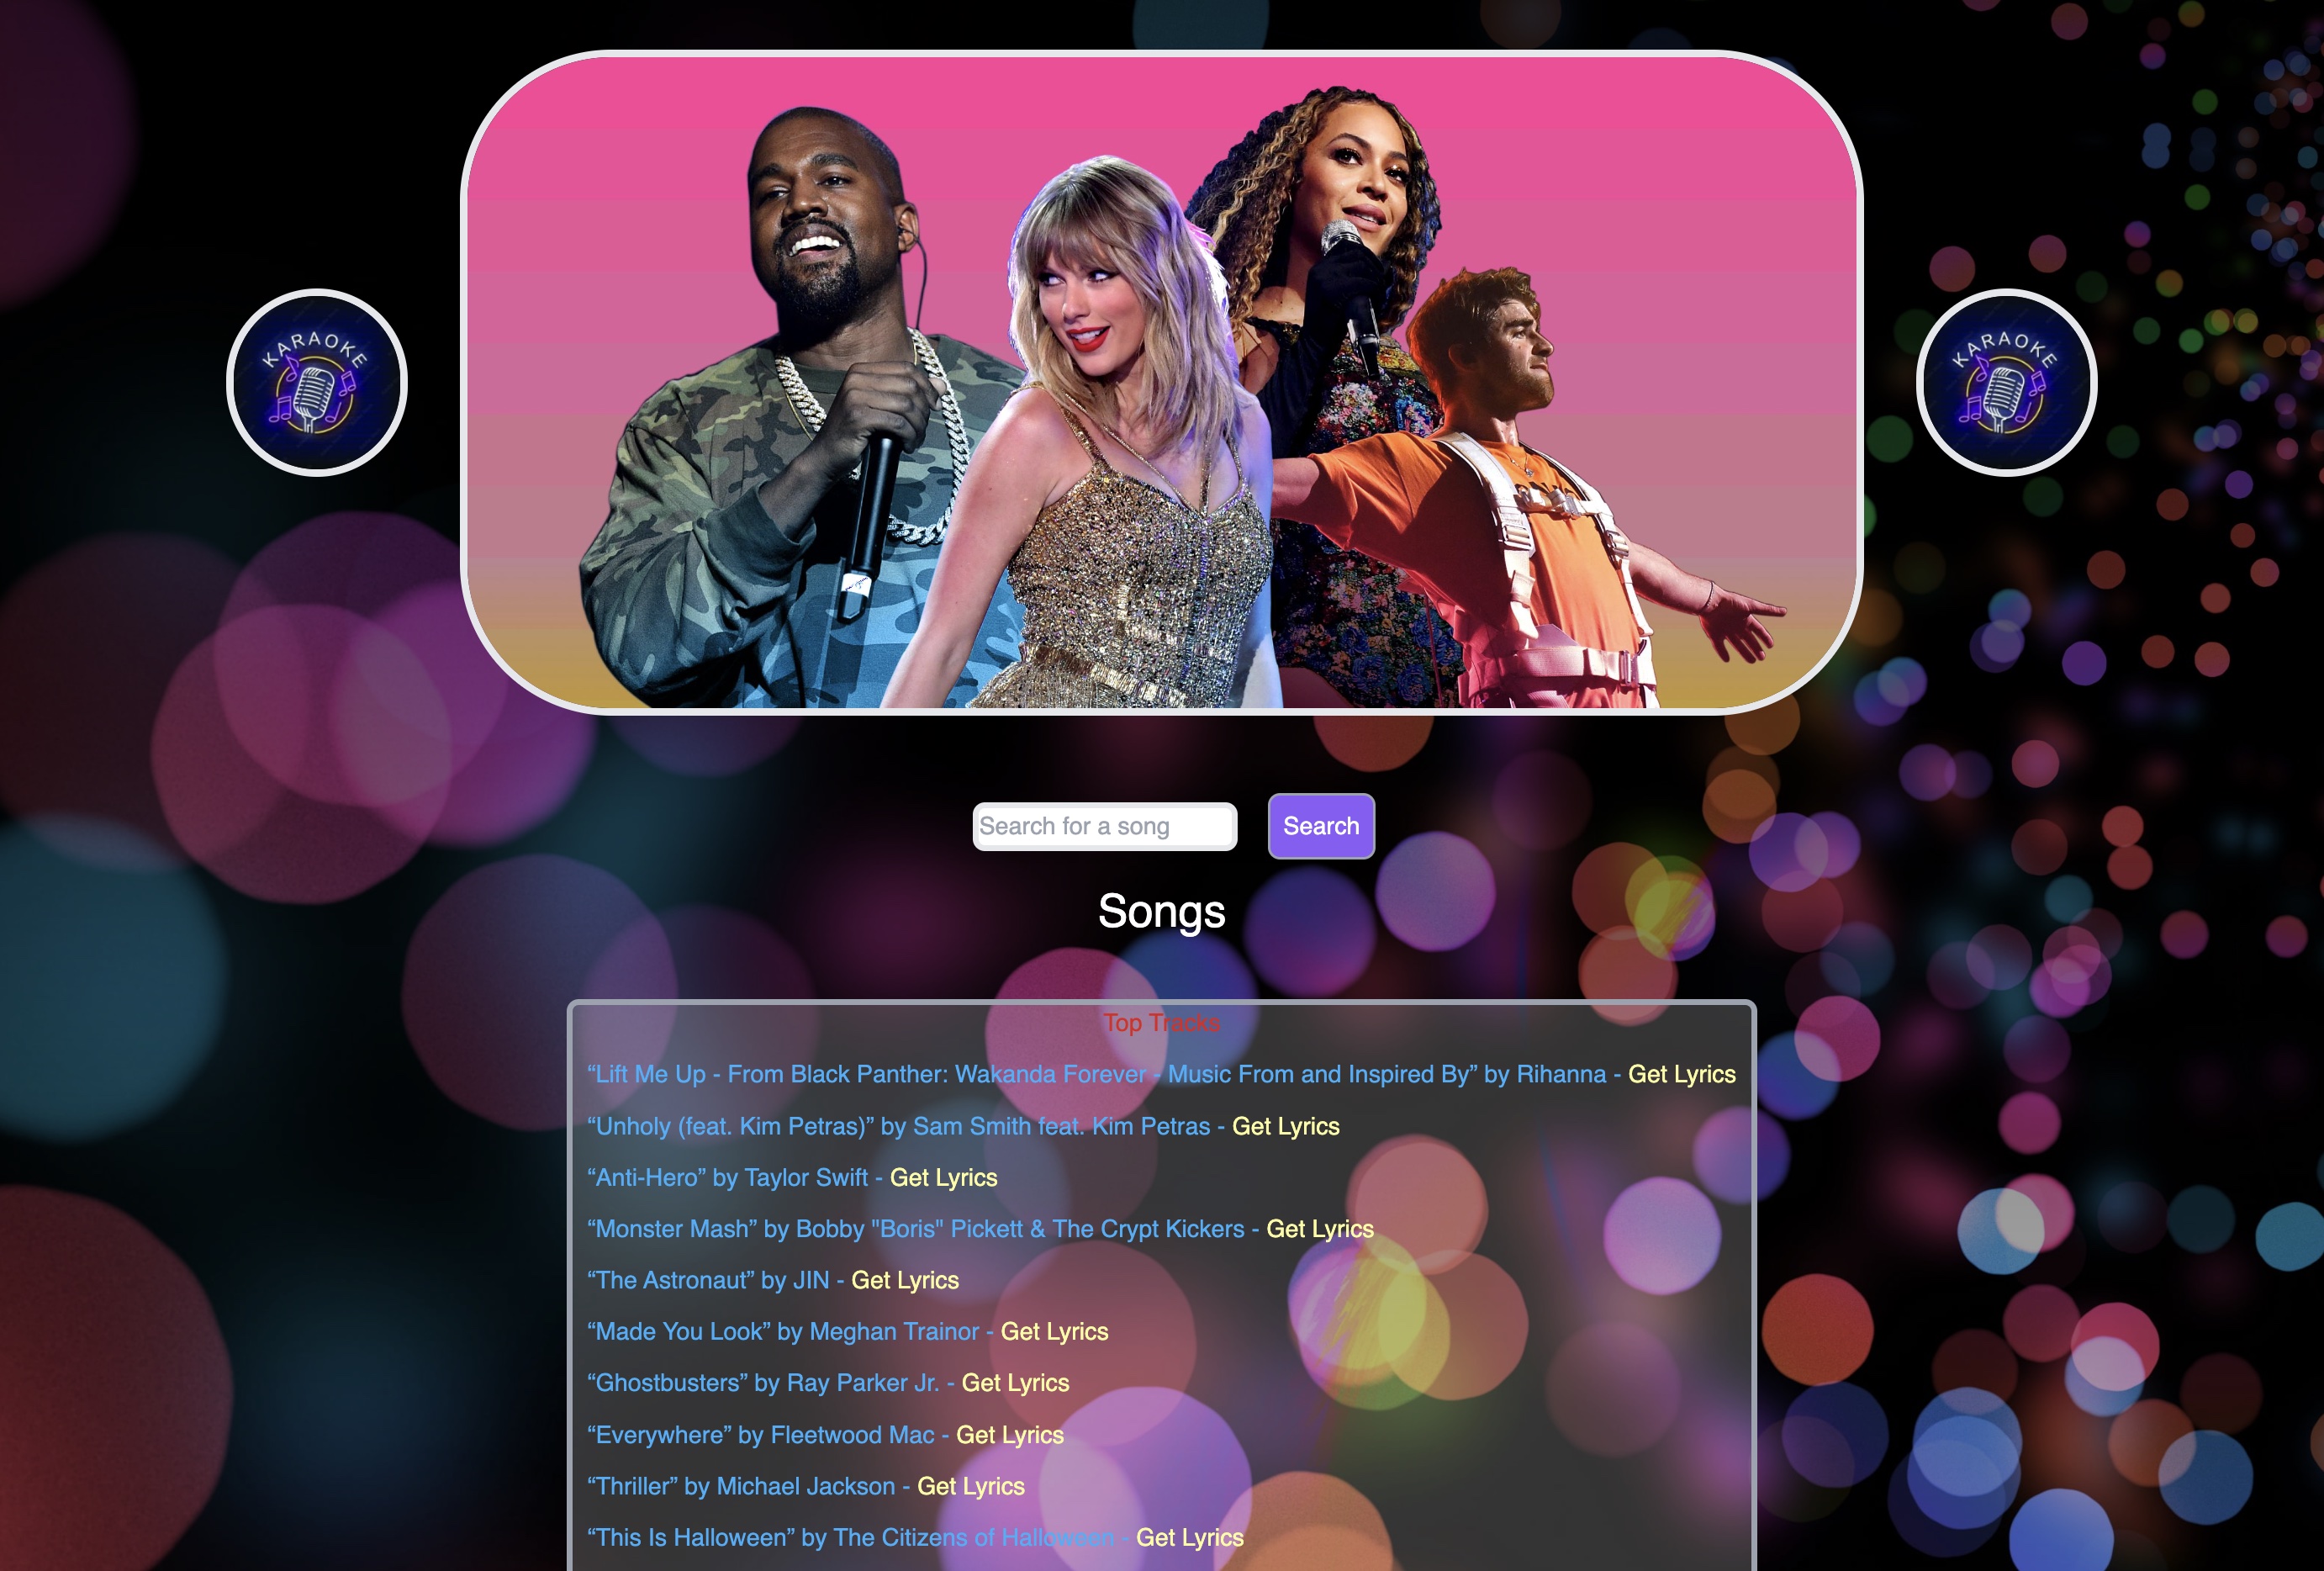 KARAOKE
KARAOKE
Search for a song
Search
Songs
Top Tracks
“Lift Me Up - From Black Panther: Wakanda Forever - Music From and Inspired By” by Rihanna - Get Lyrics
“Unholy (feat. Kim Petras)” by Sam Smith feat. Kim Petras - Get Lyrics
“Anti-Hero” by Taylor Swift - Get Lyrics
“Monster Mash” by Bobby "Boris" Pickett & The Crypt Kickers - Get Lyrics
“The Astronaut” by JIN - Get Lyrics
“Made You Look” by Meghan Trainor - Get Lyrics
“Ghostbusters” by Ray Parker Jr. - Get Lyrics
“Everywhere” by Fleetwood Mac - Get Lyrics
“Thriller” by Michael Jackson - Get Lyrics
“This Is Halloween” by The Citizens of Halloween - Get Lyrics